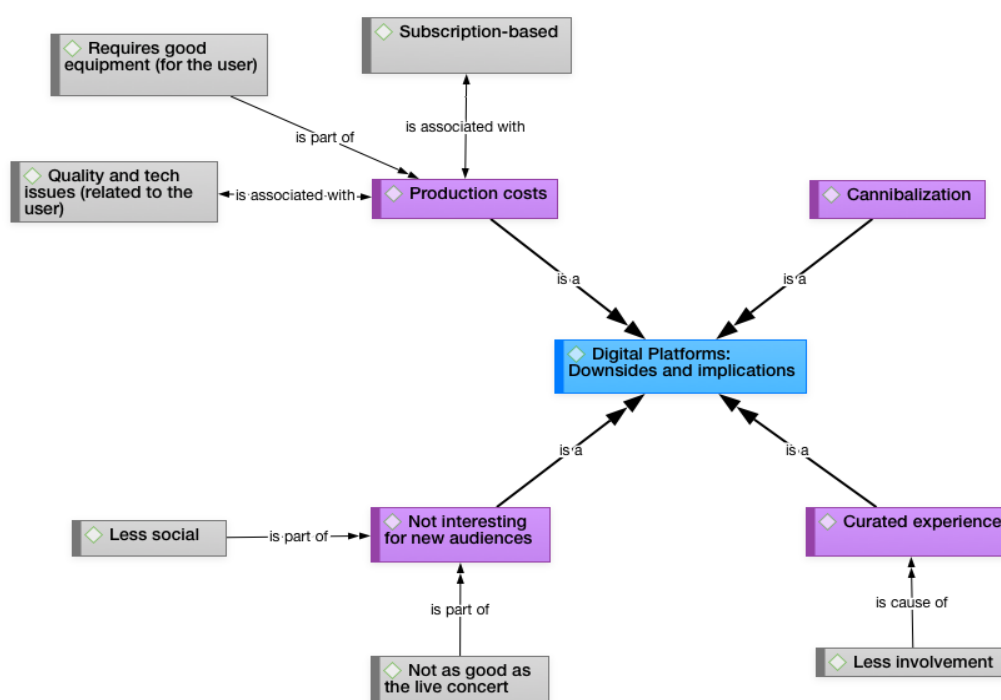 Subscription-based
Requires good
equipment (for the user)
is associated with
is part of
Quality and tech
issues (related to the
user)
is associated with
Production costs
Cannibalization
is a
is a
Digital Platforms:
Downsides and implications
is a
is a
Not interesting
for new audiences
Curated experience
Less social
is part of
is part of
is cause of
Not as good as
the live concert
Less involvement